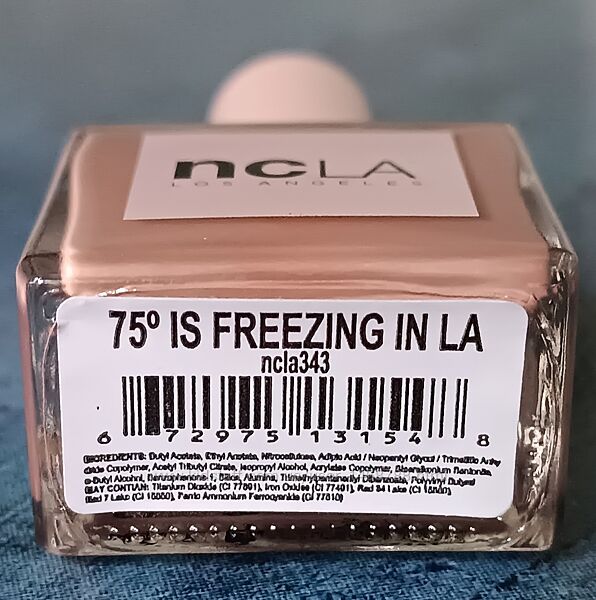 ncLA
LOS ANGELES
75º IS FREEZING IN LA
ncla343
6 72975 13154 8
INGREDIENTS: Butyl Acetate, Ethyl Acetate, Nitrocellulose, Adipic Acid / Neopentyl Glycol / Trimellitic Anhy
dride Copolymer, Acetyl Tributyl Citrate, Isopropyl Alcohol, Acrylates Copolymer, Stearalkonium Bentonite,
n-Butyl Alcohol, Benzophenone-1, Silica, Alumina, Trimethylpentanediyl Dibenzoate, Polyvinyl Butyral
(MAY CONTIAN: Titanium Dioxide (CI 77891), Iron Oxides (CI 77491), Red 34 Lake (CI 15880),
Red 7 Lake (CI 15850), Ferric Ammonium Ferrocyanide (CI 77510)